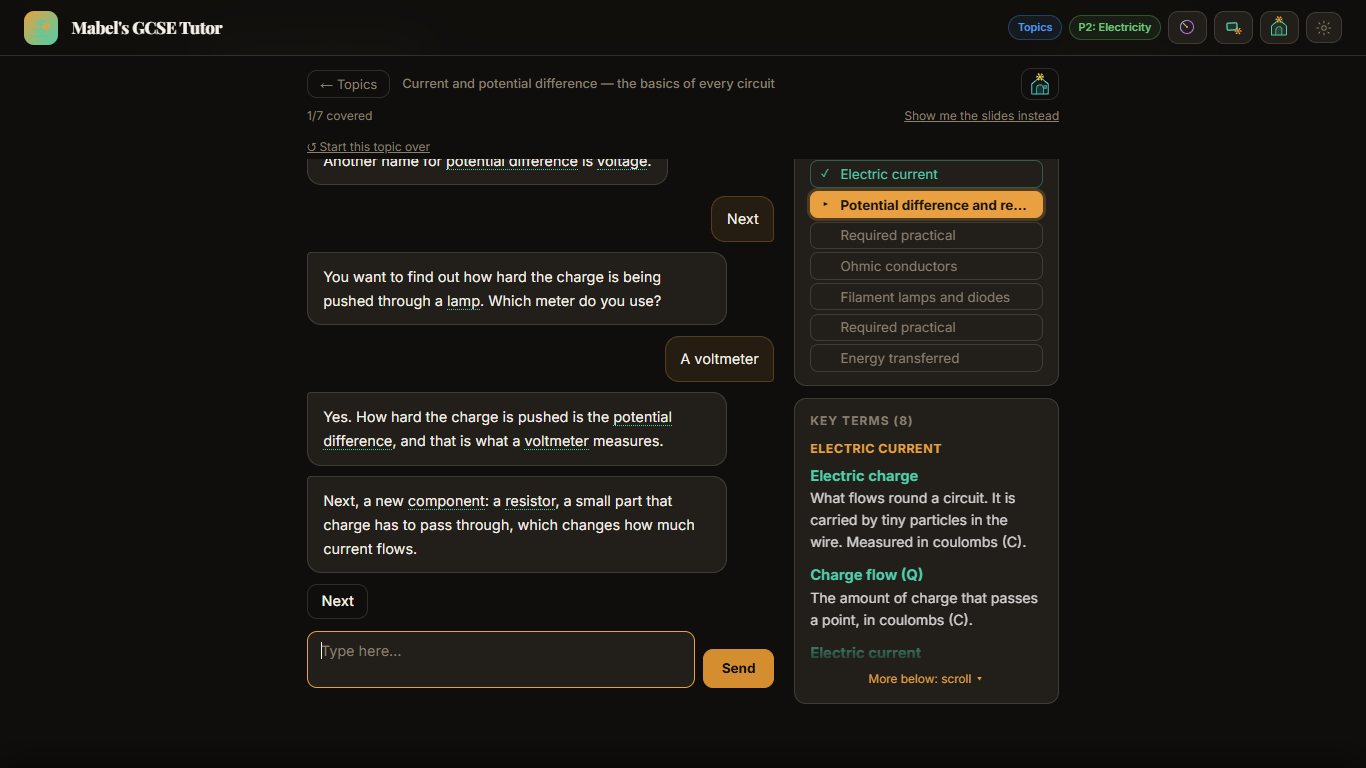 Mabel's GCSE Tutor
Topics
P2: Electricity
← Topics
Current and potential difference — the basics of every circuit
1/7 covered
Show me the slides instead
↺ Start this topic over
Another name for potential difference is voltage.
Next
You want to find out how hard the charge is being
pushed through a lamp. Which meter do you use?
A voltmeter
Yes. How hard the charge is pushed is the potential
difference, and that is what a voltmeter measures.
Next, a new component: a resistor, a small part that
charge has to pass through, which changes how much
current flows.
Next
Type here...
Send
✓ Electric current
▸ Potential difference and re...
Required practical
Ohmic conductors
Filament lamps and diodes
Required practical
Energy transferred
KEY TERMS (8)
ELECTRIC CURRENT
Electric charge
What flows round a circuit. It is
carried by tiny particles in the
wire. Measured in coulombs (C).
Charge flow (Q)
The amount of charge that passes
a point, in coulombs (C).
Electric current
More below: scroll ▾